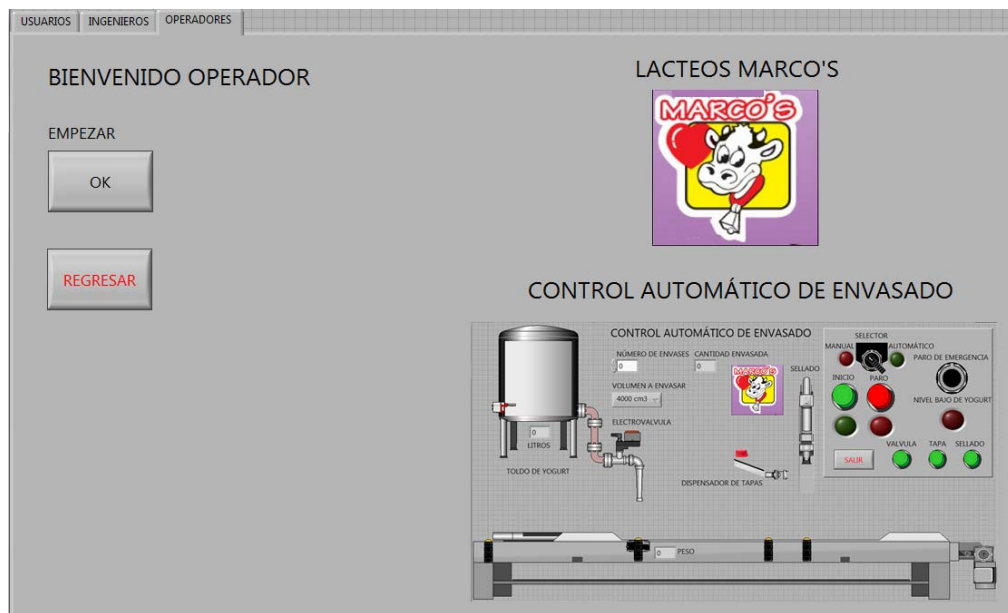 USUARIOS INGENIEROS OPERADORES
BIENVENIDO OPERADOR
EMPEZAR
OK
REGRESAR
LACTEOS MARCO'S
MARCO'S
CONTROL AUTOMÁTICO DE ENVASADO
CONTROL AUTOMÁTICO DE ENVASADO
NÚMERO DE ENVASES CANTIDAD ENVASADA
0 0
VOLUMEN A ENVASAR
4000 cm3
MARCO'S
SELLADO
ELECTROVALVULA
0
LITROS
TOLDO DE YOGURT
DISPENSADOR DE TAPAS
SELECTOR
MANUAL AUTOMÁTICO
PARO DE EMERGENCIA
INICIO PARO
NIVEL BAJO DE YOGURT
VALVULA TAPA SELLADO
SALIR
0 PESO